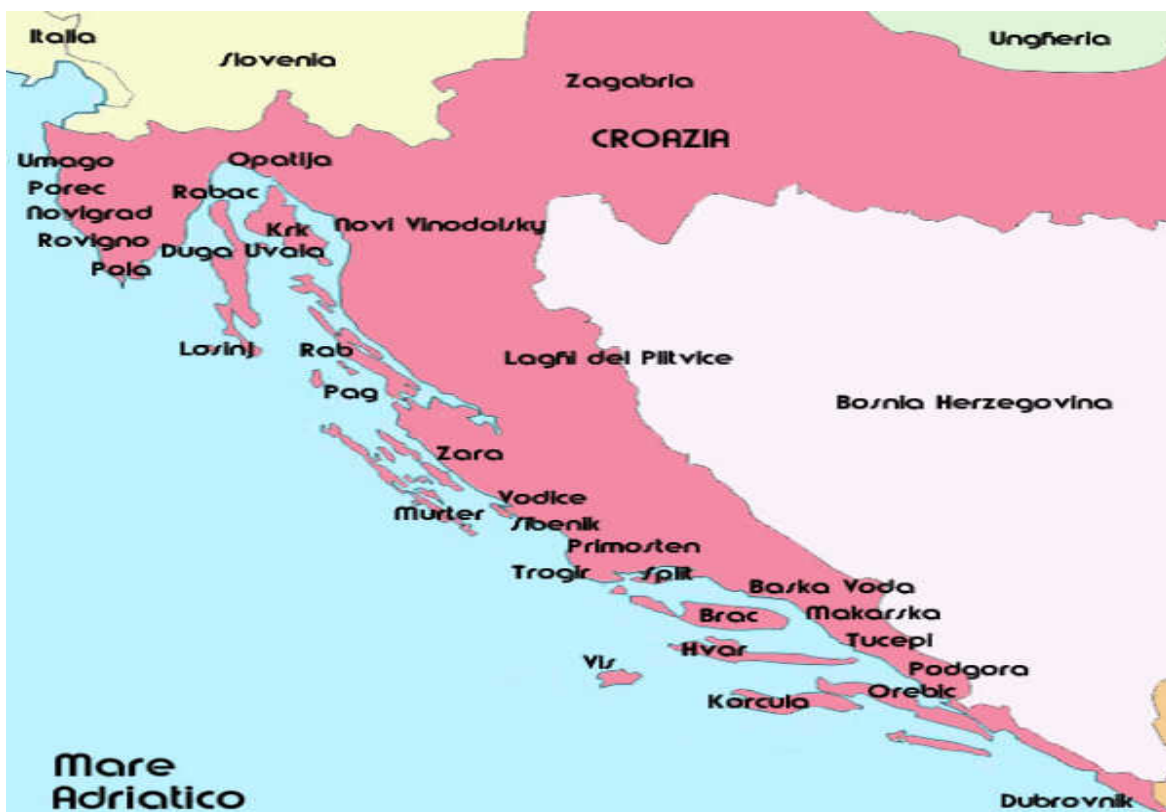 Italia
Slovenia
Ungheria
Zagabria
CROAZIA
Umago
Opatija
Porec
Rabac
Novigrad
Krk
Novi Vinodolsky
Rovigno
Duga Uvala
Pola
Losinj
Rab
Laghi del Plitvice
Pag
Bosnia Herzegovina
Zara
Vodice
Murter
Sibenik
Primosten
Trogir
Split
Baska Voda
Brac
Makarska
Tucepi
Hvar
Vis
Podgora
Orebic
Korcula
Mare
Adriatico
Dubrovnik